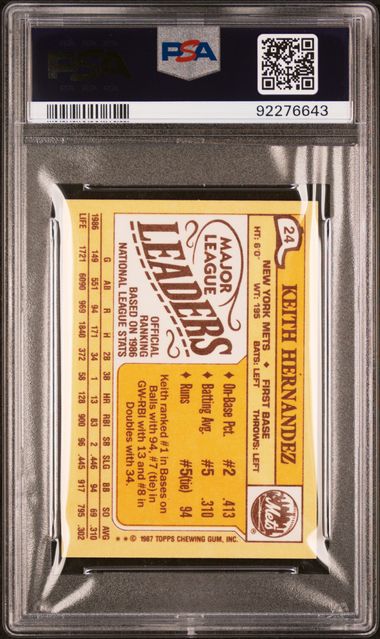 PSA
PSA
92276643
24
KEITH HERNANDEZ
NEW YORK METS ◆ FIRST BASE
HT: 6'0" WT: 195 BATS: LEFT THROWS: LEFT
Mets
MAJOR LEAGUE
LEADERS
OFFICIAL
RANKING
BASED ON 1986
NATIONAL LEAGUE STATS
◆ On-Base Pct. #2 .413
◆ Batting Avg. #5 .310
◆ Runs #5(tie) 94
Keith ranked #1 in Bases on
Balls with 94, #7 (tie) in
GW-RBI with 13 and #8 in
Doubles with 34.
G AB R H 2B 3B HR RBI SB SLG BB SO AVG
1986 149 551 94 171 34 1 13 83 2 .446 94 69 .310
LIFE 1721 6090 969 1840 372 58 128 900 96 .445 917 795 .302
** © 1987 TOPPS CHEWING GUM, INC.